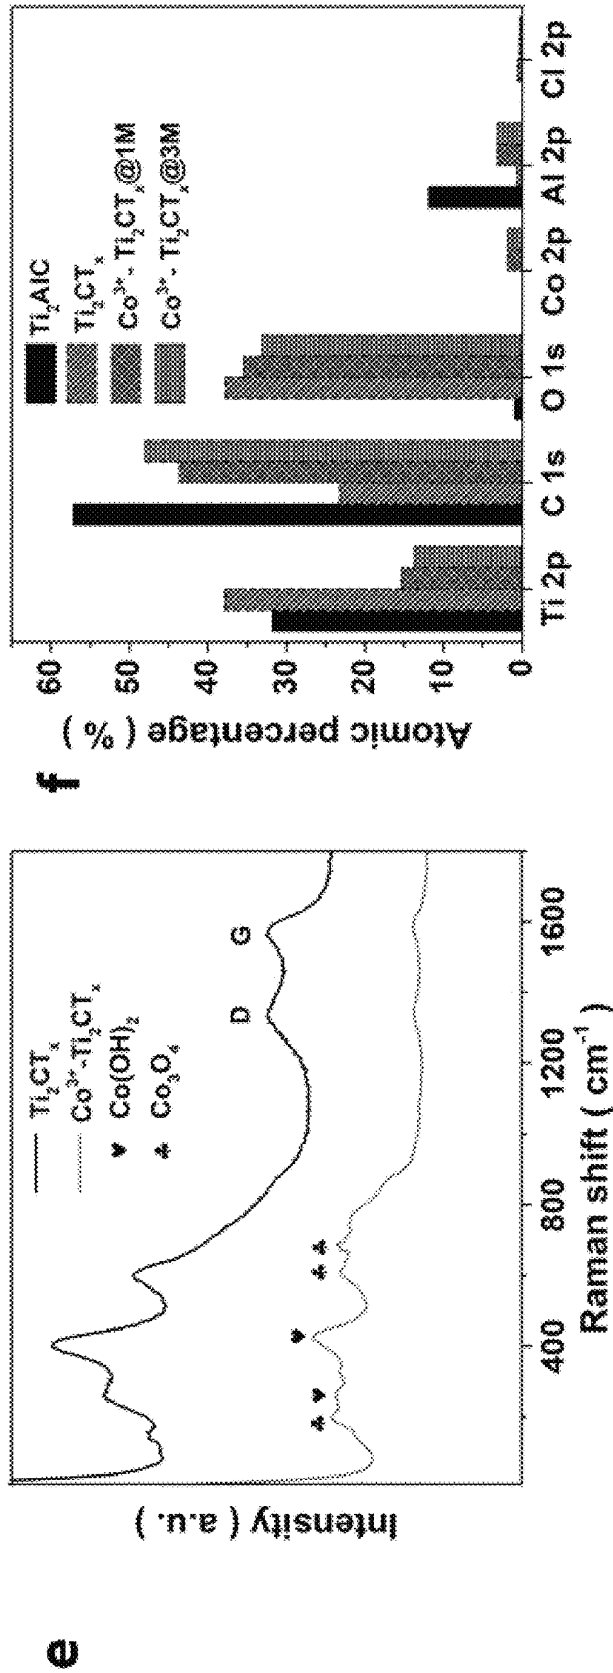 e
Intensity ( a.u. )
Ti₂CTₓ
Co³⁺-Ti₂CTₓ
Co(OH)₂
Co₃O₄
D
G
400
800
1200
1600
Raman shift ( cm⁻¹ )
f
Atomic percentage ( % )
60
50
40
30
20
10
0
Ti₂AlC
Ti₂CTₓ
Co³⁺- Ti₂CTₓ@1M
Co³⁺- Ti₂CTₓ@3M
Ti 2p
C 1s
O 1s
Co 2p
Al 2p
Cl 2p